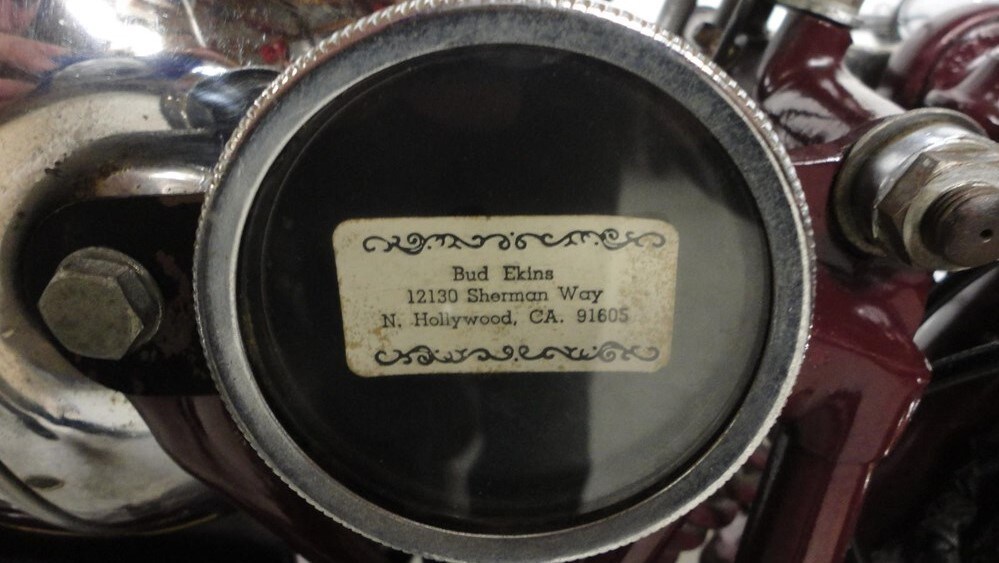 Bud Ekins
12130 Sherman Way
N. Hollywood, CA. 91605